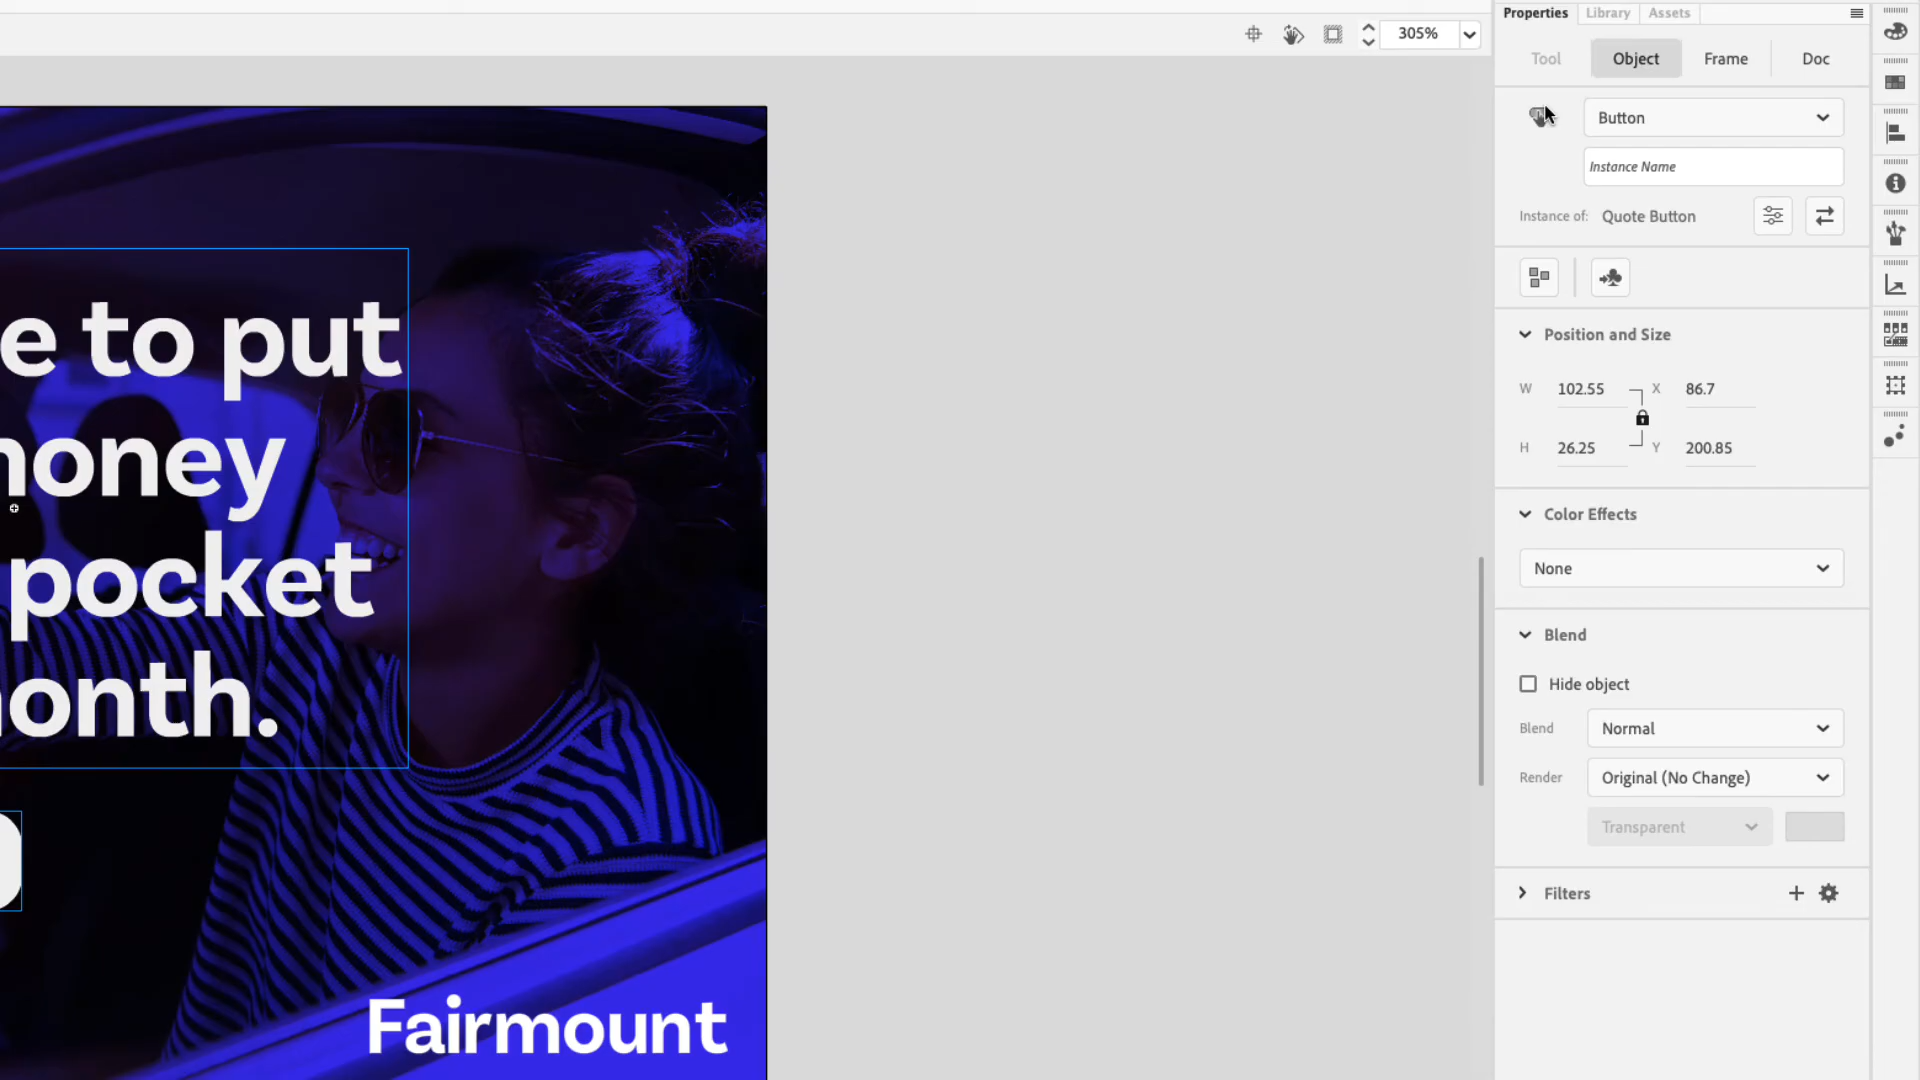 Properties Library Assets
305%
Tool Object Frame Doc
Button
Instance Name
Instance of: Quote Button
Position and Size
W 102.55 X 86.7
H 26.25 Y 200.85
Color Effects
None
Blend
Hide object
Blend Normal
Render Original (No Change)
Transparent
Filters
e to put
oney
pocket
onth.
Fairmount